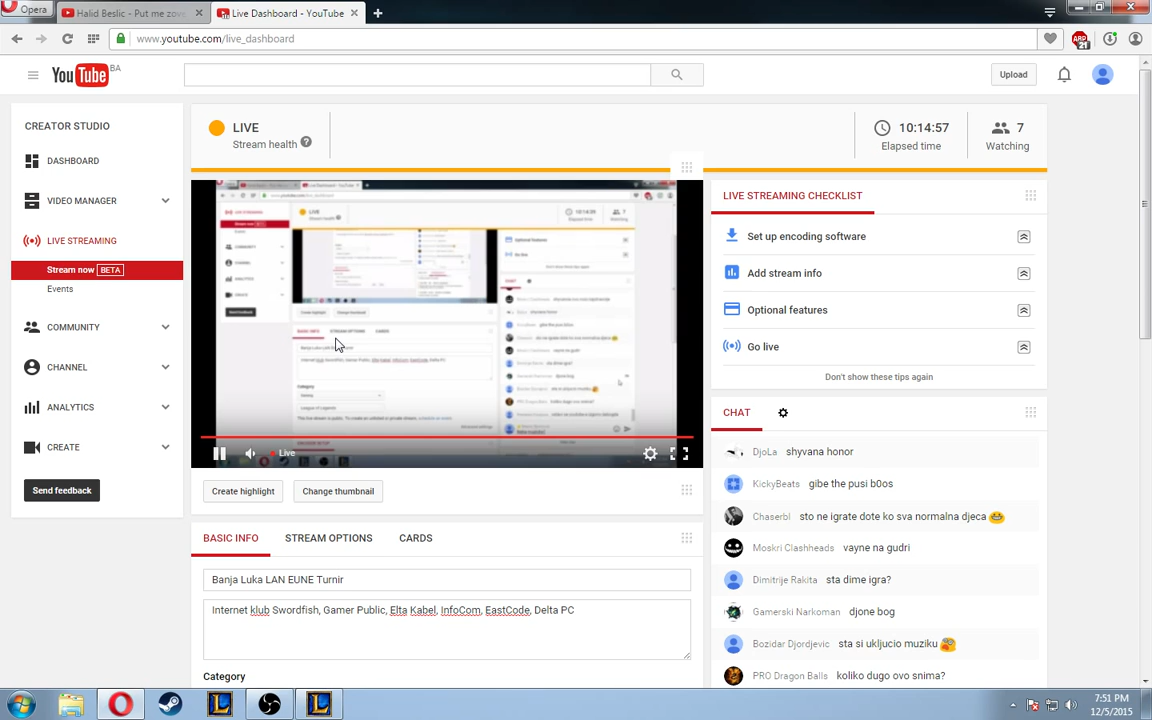 Opera
Halid Beslic - Put me zove
Live Dashboard - YouTube
www.youtube.com/live_dashboard
ABP
21
YouTube BA
Upload
CREATOR STUDIO
DASHBOARD
VIDEO MANAGER
LIVE STREAMING
Stream now BETA
Events
COMMUNITY
CHANNEL
ANALYTICS
CREATE
Send feedback
LIVE
Stream health ?
10:14:57
Elapsed time
7
Watching
Live
Create highlight
Change thumbnail
BASIC INFO
STREAM OPTIONS
CARDS
Banja Luka LAN EUNE Turnir
Internet klub Swordfish, Gamer Public, Elta Kabel, InfoCom, EastCode, Delta PC
Category
LIVE STREAMING CHECKLIST
Set up encoding software
Add stream info
Optional features
Go live
Don't show these tips again
CHAT
DjoLa shyvana honor
KickyBeats gibe the pusi b0os
Chaserbl sto ne igrate dote ko sva normalna djeca
Moskri Clashheads vayne na gudri
Dimitrije Rakita sta dime igra?
Gamerski Narkoman djone bog
Bozidar Djordjevic sta si ukljucio muziku
PRO Dragon Balls koliko dugo ovo snima?
7:51 PM
12/5/2015